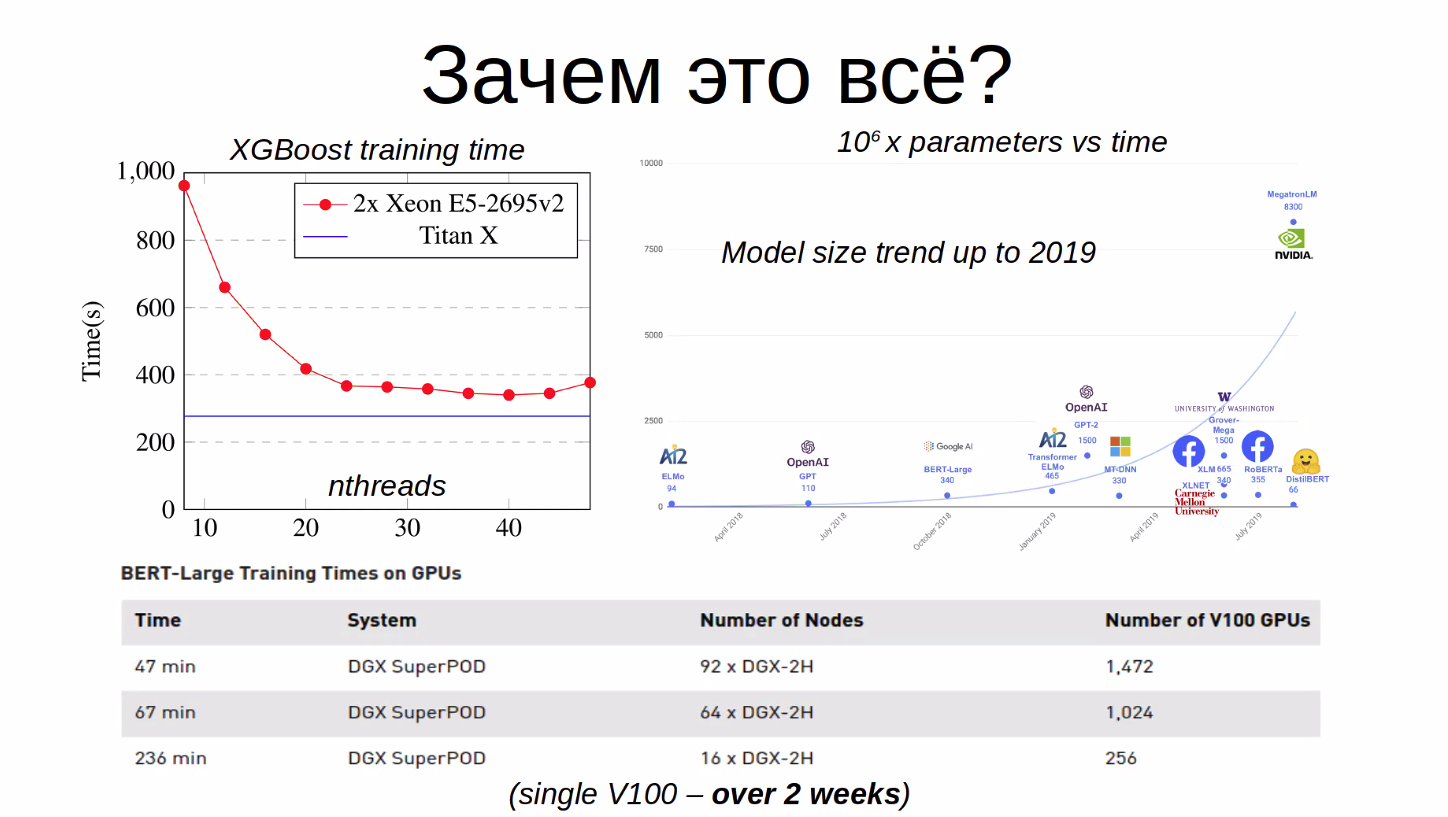 Зачем это всё?
XGBoost training time
1,000
800
600
400
200
0
Time(s)
2x Xeon E5-2695v2
Titan X
nthreads
10 20 30 40
10⁶ x parameters vs time
Model size trend up to 2019
10000
7500
5000
2500
0
AI2
ELMo
94
OpenAI
GPT
110
Google AI
BERT-Large
340
AI2
Transformer
ELMo
465
OpenAI
GPT-2
1500
MT-DNN
330
W
UNIVERSITY of WASHINGTON
Grover-
Mega
1500
XLM 665
XLNET 340
Carnegie
Mellon
University
RoBERTa
355
DistilBERT
66
MegatronLM
8300
NVIDIA.
April 2018
July 2018
October 2018
January 2019
April 2019
July 2019
BERT-Large Training Times on GPUs
Time System Number of Nodes Number of V100 GPUs
47 min DGX SuperPOD 92 x DGX-2H 1,472
67 min DGX SuperPOD 64 x DGX-2H 1,024
236 min DGX SuperPOD 16 x DGX-2H 256
(single V100 – over 2 weeks)